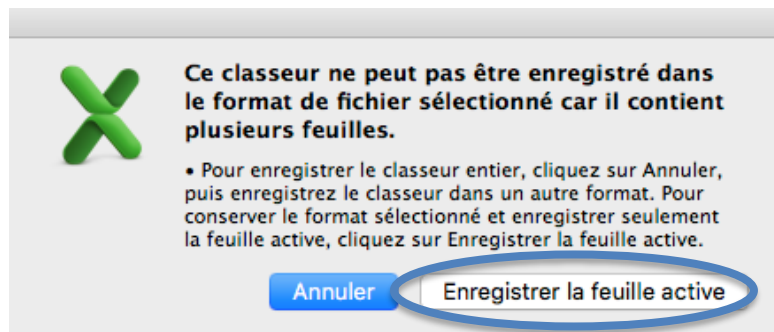 Ce classeur ne peut pas être enregistré dans
le format de fichier sélectionné car il contient
plusieurs feuilles.
• Pour enregistrer le classeur entier, cliquez sur Annuler,
puis enregistrez le classeur dans un autre format. Pour
conserver le format sélectionné et enregistrer seulement
la feuille active, cliquez sur Enregistrer la feuille active.
Annuler
Enregistrer la feuille active